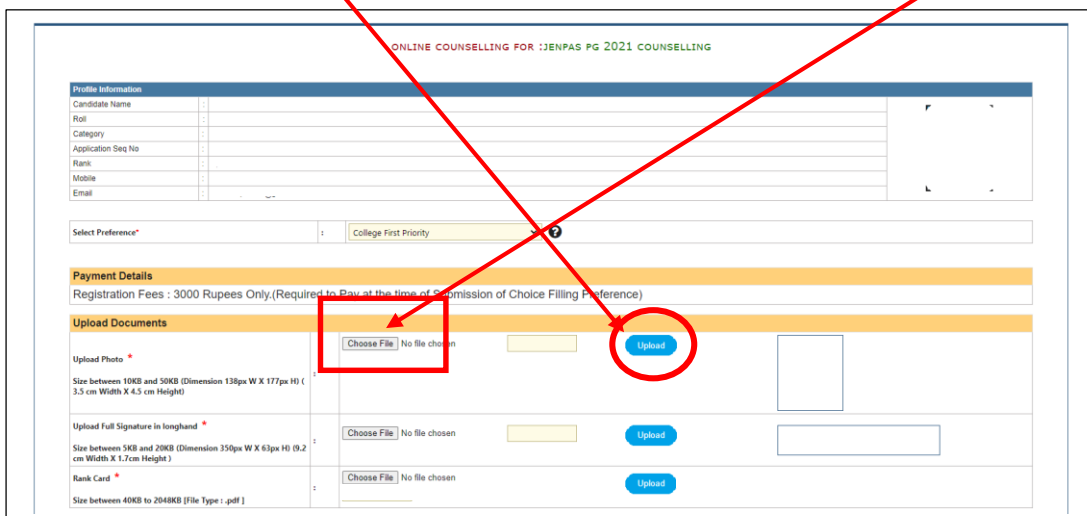 ONLINE COUNSELLING FOR :JENPAS PG 2021 COUNSELLING
Profile Information
Candidate Name :
Roll :
Category :
Application Seq No :
Rank :
Mobile :
Email :
Select Preference* : College First Priority
Payment Details
Registration Fees : 3000 Rupees Only.(Required to Pay at the time of Submission of Choice Filling Preference)
Upload Documents
Upload Photo * : Choose File No file chosen Upload
Size between 10KB and 50KB (Dimension 138px W X 177px H) (
3.5 cm Width X 4.5 cm Height)
Upload Full Signature in longhand * : Choose File No file chosen Upload
Size between 5KB and 20KB (Dimension 350px W X 63px H) (9.2
cm Width X 1.7cm Height )
Rank Card * : Choose File No file chosen Upload
Size between 40KB to 2048KB [File Type : .pdf ]